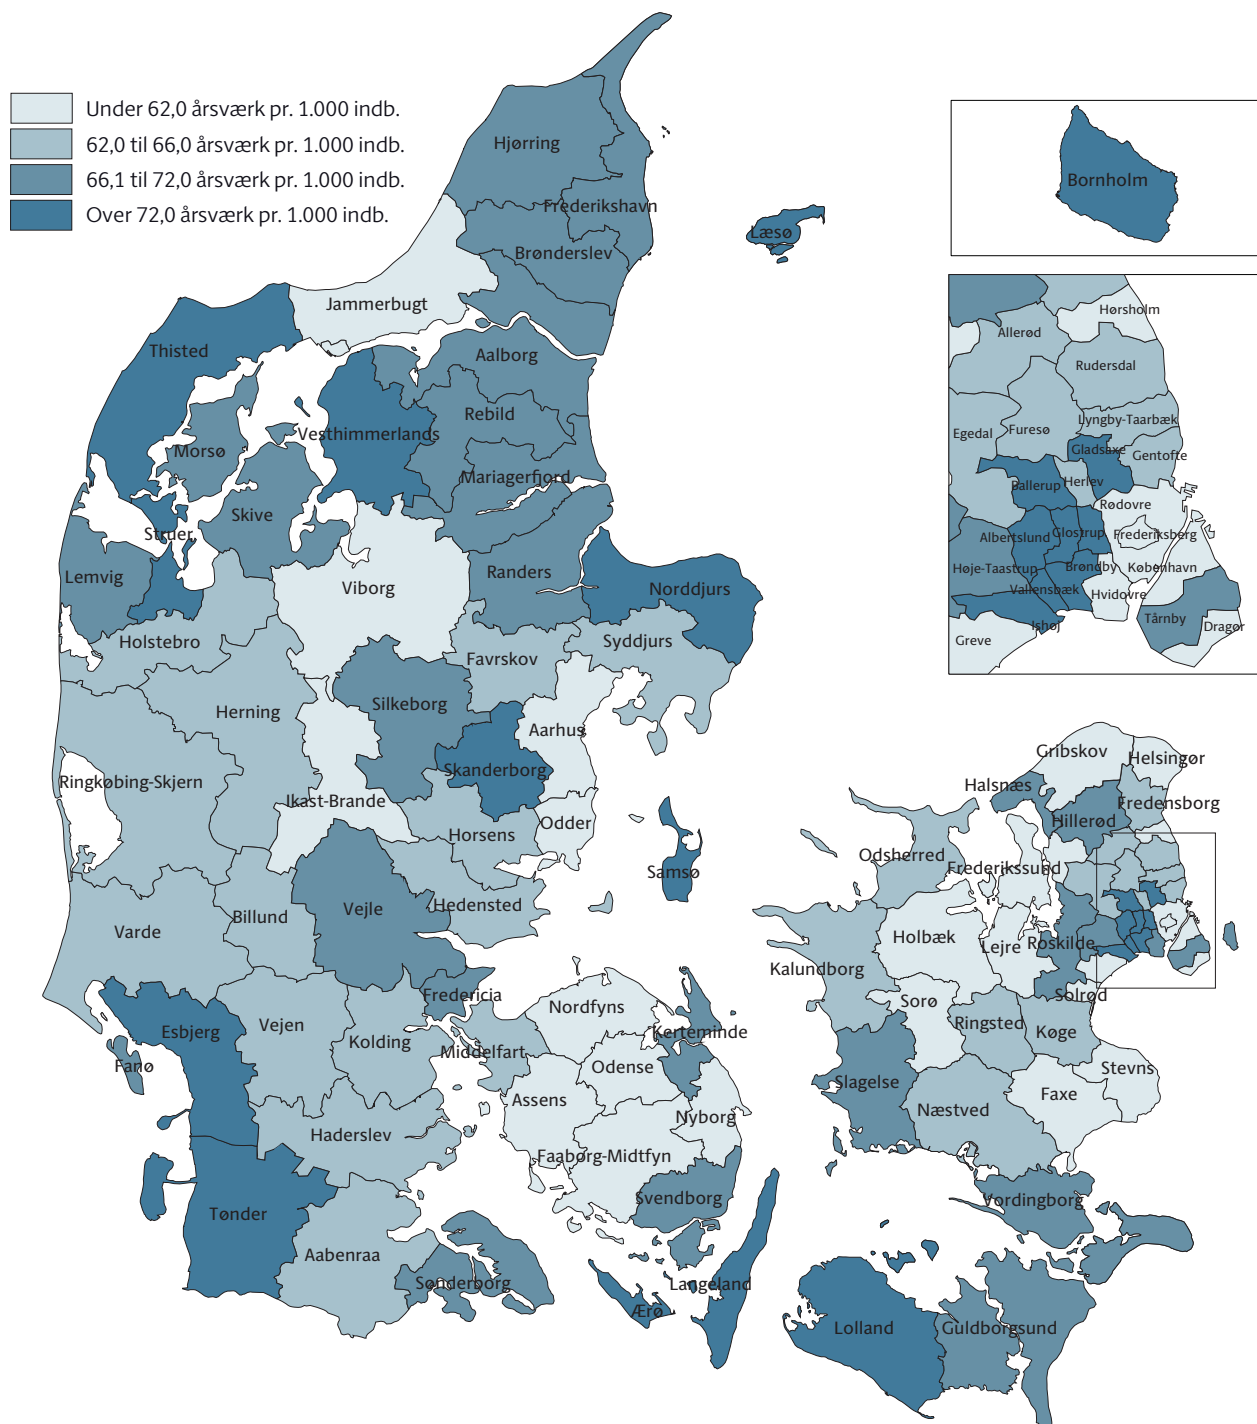 Under 62,0 årsværk pr. 1.000 indb.
62,0 til 66,0 årsværk pr. 1.000 indb.
66,1 til 72,0 årsværk pr. 1.000 indb.
Over 72,0 årsværk pr. 1.000 indb.
Hjørring
Frederikshavn
Brønderslev
Læsø
Jammerbugt
Thisted
Aalborg
Rebild
Vesthimmerlands
Morsø
Mariagerfjord
Skive
Struer
Lemvig
Viborg
Randers
Norddjurs
Holstebro
Favrskov
Syddjurs
Herning
Silkeborg
Aarhus
Skanderborg
Ringkøbing-Skjern
Ikast-Brande
Horsens
Odder
Samsø
Hedensted
Vejle
Billund
Varde
Fredericia
Esbjerg
Vejen
Kolding
Fanø
Middelfart
Nordfyns
Kerteminde
Odense
Assens
Nyborg
Haderslev
Faaborg-Midtfyn
Svendborg
Tønder
Aabenraa
Sønderborg
Langeland
Ærø
Bornholm
Hørsholm
Allerød
Rudersdal
Lyngby-Taarbæk
Furesø
Egedal
Gladsaxe
Gentofte
Ballerup
Herlev
Rødovre
Albertslund
Glostrup
Frederiksberg
Høje-Taastrup
Brøndby
København
Vallensbæk
Hvidovre
Ishøj
Tårnby
Dragør
Greve
Gribskov
Helsingør
Halsnæs
Fredensborg
Hillerød
Odsherred
Frederikssund
Holbæk
Lejre
Roskilde
Kalundborg
Solrød
Sorø
Ringsted
Køge
Stevns
Slagelse
Faxe
Næstved
Vordingborg
Lolland
Guldborgsund